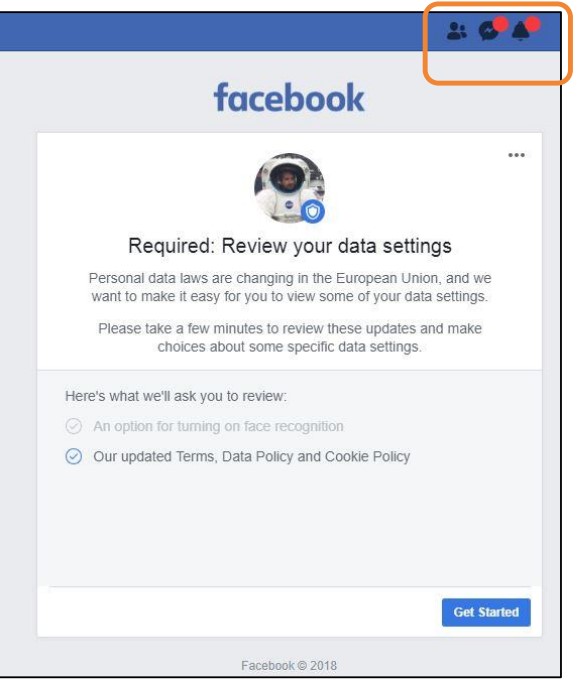 facebook
Required: Review your data settings
Personal data laws are changing in the European Union, and we
want to make it easy for you to view some of your data settings.
Please take a few minutes to review these updates and make
choices about some specific data settings.
Here's what we'll ask you to review:
An option for turning on face recognition
Our updated Terms, Data Policy and Cookie Policy
Get Started
Facebook © 2018